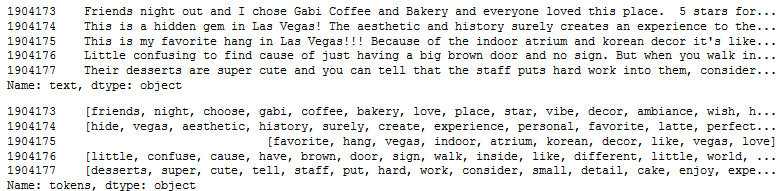 1904173    Friends night out and I chose Gabi Coffee and Bakery and everyone loved this place.  5 stars for...
1904174    This is a hidden gem in Las Vegas! The aesthetic and history surely creates an experience to the...
1904175    This is my favorite hang in Las Vegas!!! Because of the indoor atrium and korean decor it's like...
1904176    Little confusing to find cause of just having a big brown door and no sign. But when you walk in...
1904177    Their desserts are super cute and you can tell that the staff puts hard work into them, consider...
Name: text, dtype: object
1904173    [friends, night, choose, gabi, coffee, bakery, love, place, star, vibe, decor, ambiance, wish, h...
1904174    [hide, vegas, aesthetic, history, surely, create, experience, personal, favorite, latte, perfect...
1904175    [favorite, hang, vegas, indoor, atrium, korean, decor, like, vegas, love]
1904176    [little, confuse, cause, have, brown, door, sign, walk, inside, like, different, little, world, ...
1904177    [desserts, super, cute, tell, staff, put, hard, work, consider, small, detail, cake, enjoy, expe...
Name: tokens, dtype: object